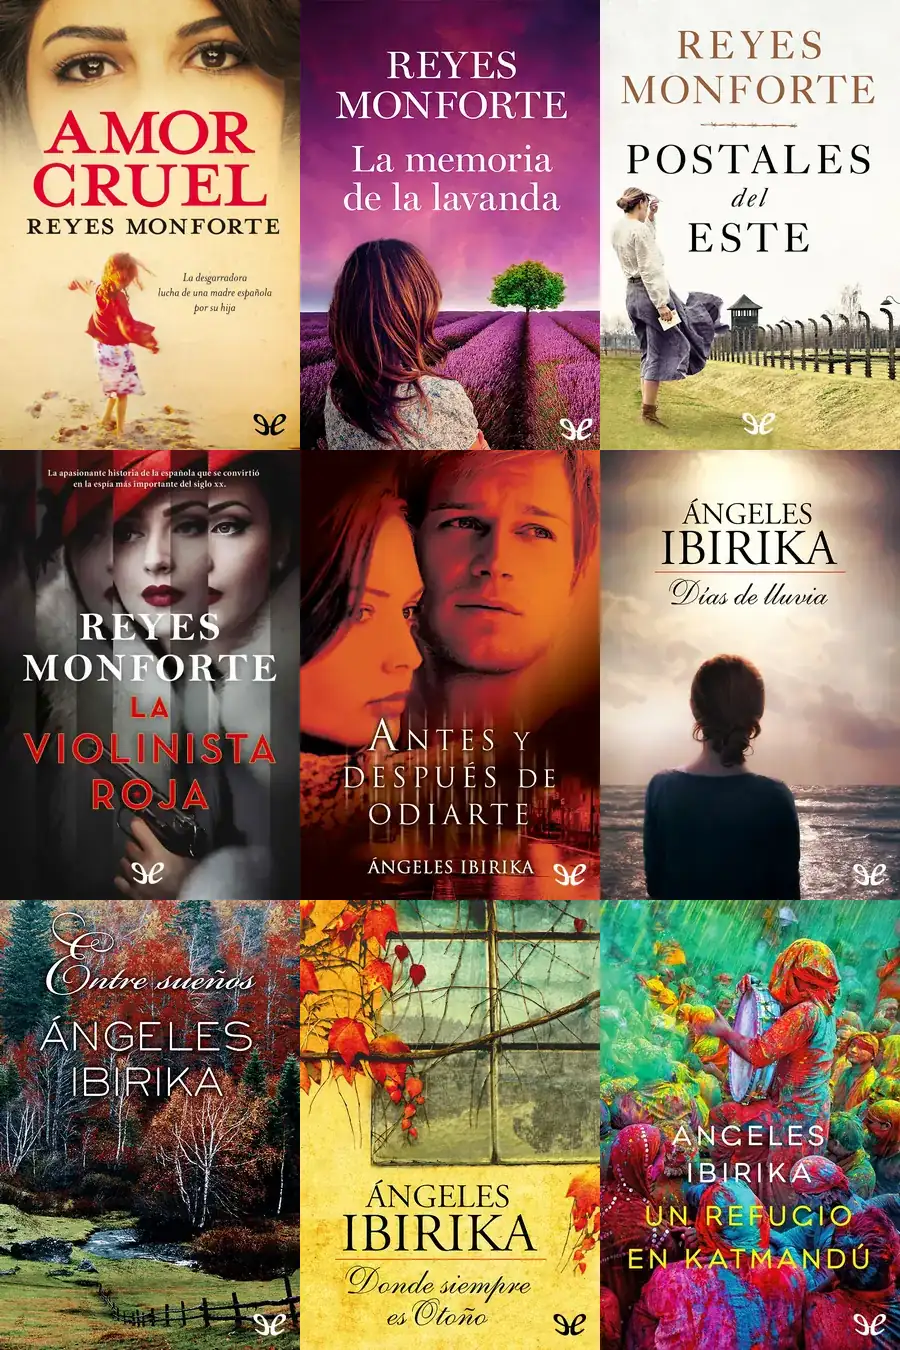 AMOR
CRUEL
REYES MONFORTE
La desgarradora
lucha de una madre española
por su hija
REYES
MONFORTE
La memoria
de la lavanda
REYES
MONFORTE
POSTALES
del
ESTE
La apasionante historia de la española que se convirtió
en la espía más importante del siglo XX.
REYES
MONFORTE
LA
VIOLINISTA
ROJA
ANTES Y
DESPUÉS DE
ODIARTE
ÁNGELES IBIRIKA
ÁNGELES
IBIRIKA
Días de lluvia
Entre sueños
ÁNGELES
IBIRIKA
ÁNGELES
IBIRIKA
Donde siempre
es Otoño
ÁNGELES
IBIRIKA
UN REFUGIO
EN KATMANDÚ